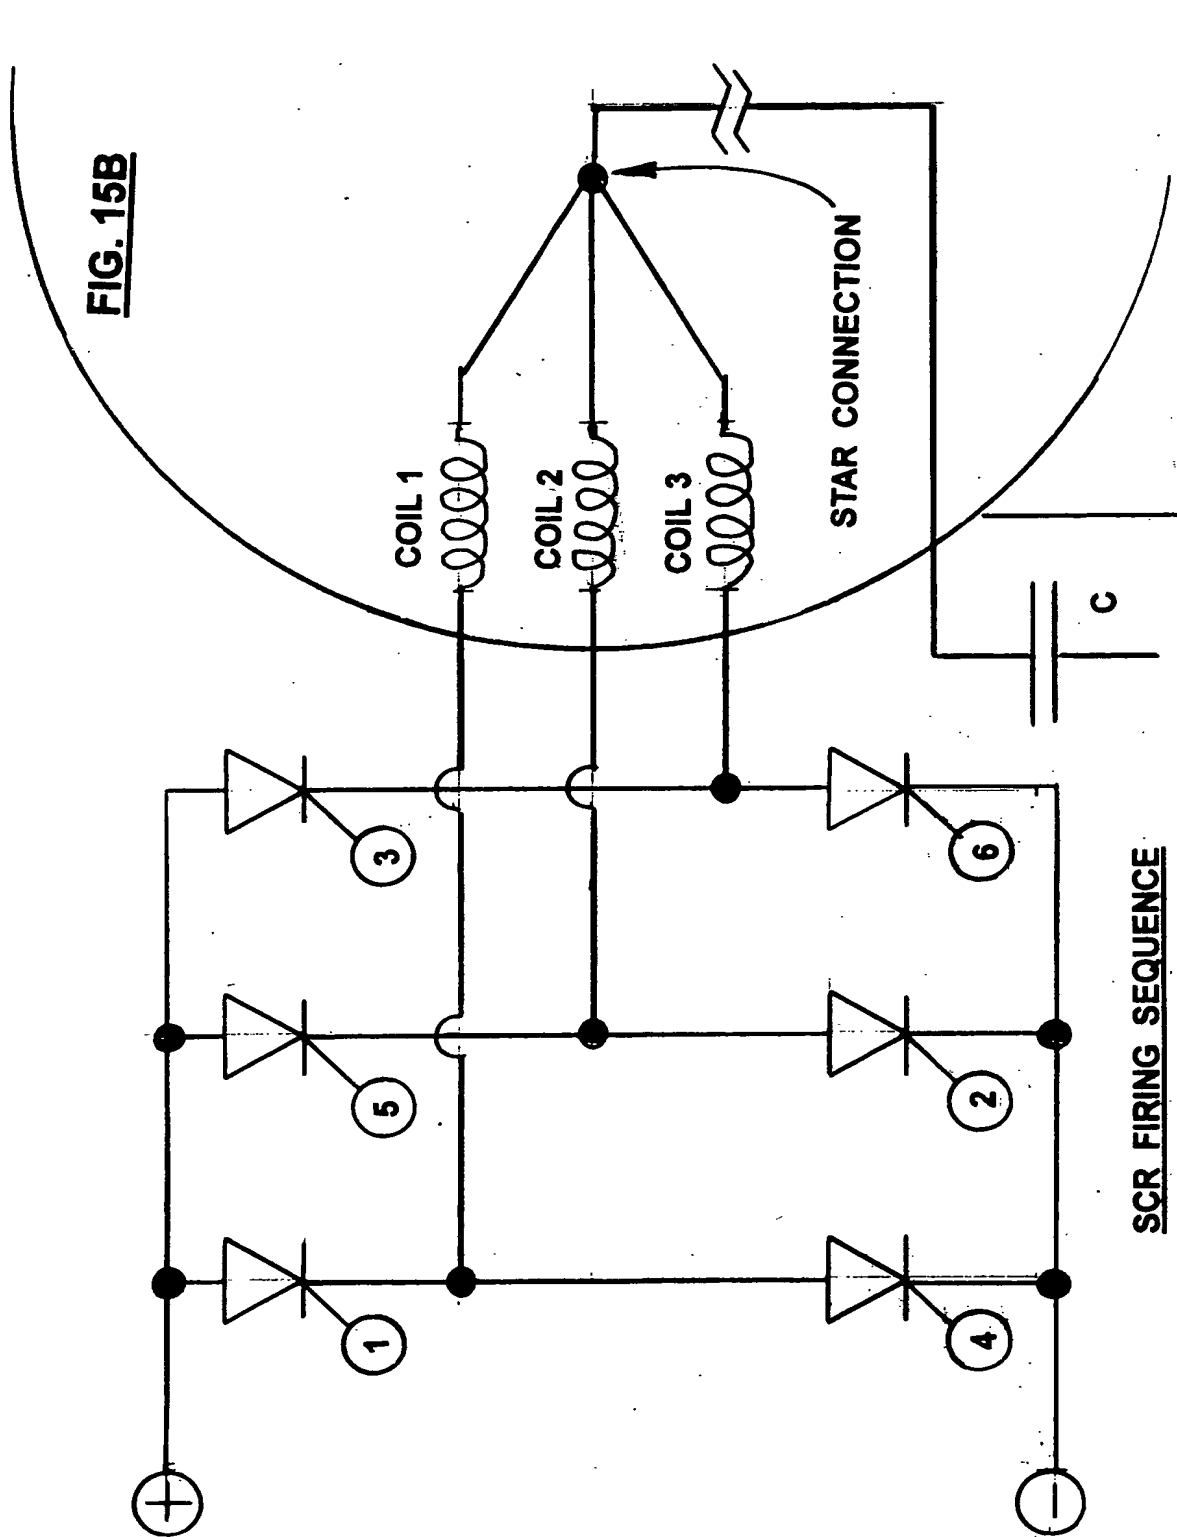 FIG. 15B
COIL 1
COIL 2
COIL 3
STAR CONNECTION
C
3
6
5
2
1
4
+
−
SCR FIRING SEQUENCE